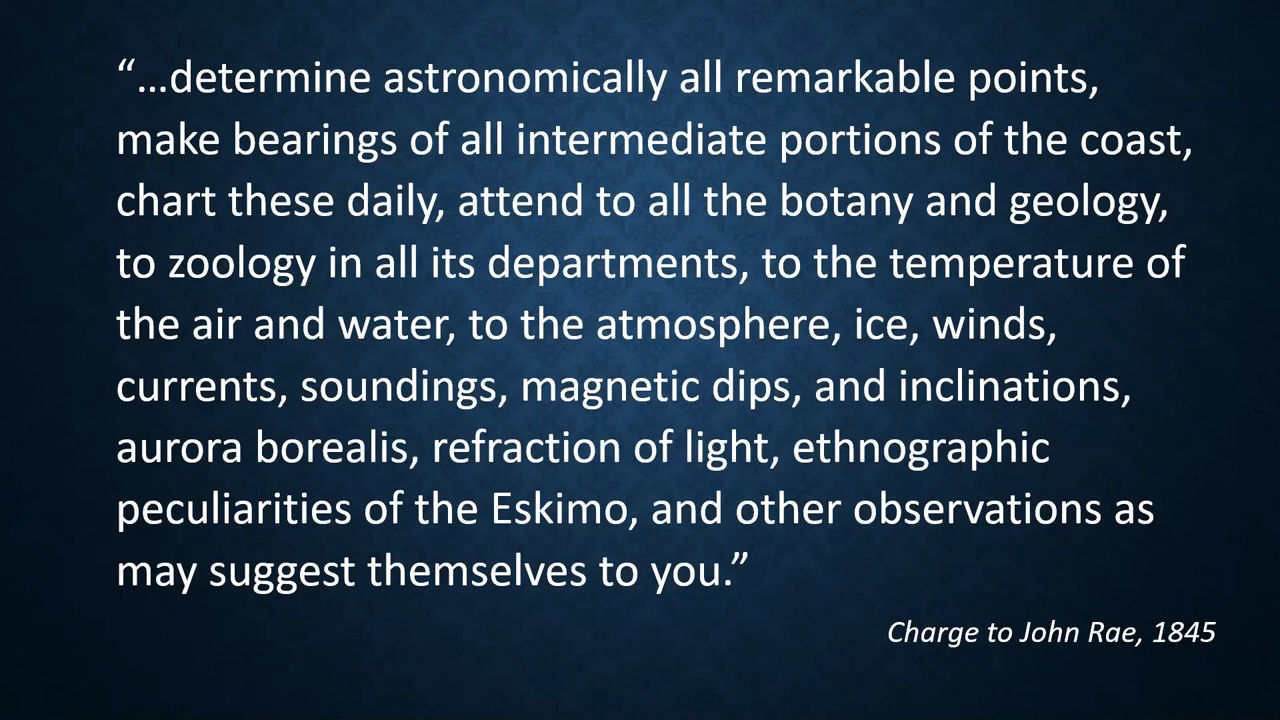 “…determine astronomically all remarkable points,
make bearings of all intermediate portions of the coast,
chart these daily, attend to all the botany and geology,
to zoology in all its departments, to the temperature of
the air and water, to the atmosphere, ice, winds,
currents, soundings, magnetic dips, and inclinations,
aurora borealis, refraction of light, ethnographic
peculiarities of the Eskimo, and other observations as
may suggest themselves to you.”
Charge to John Rae, 1845